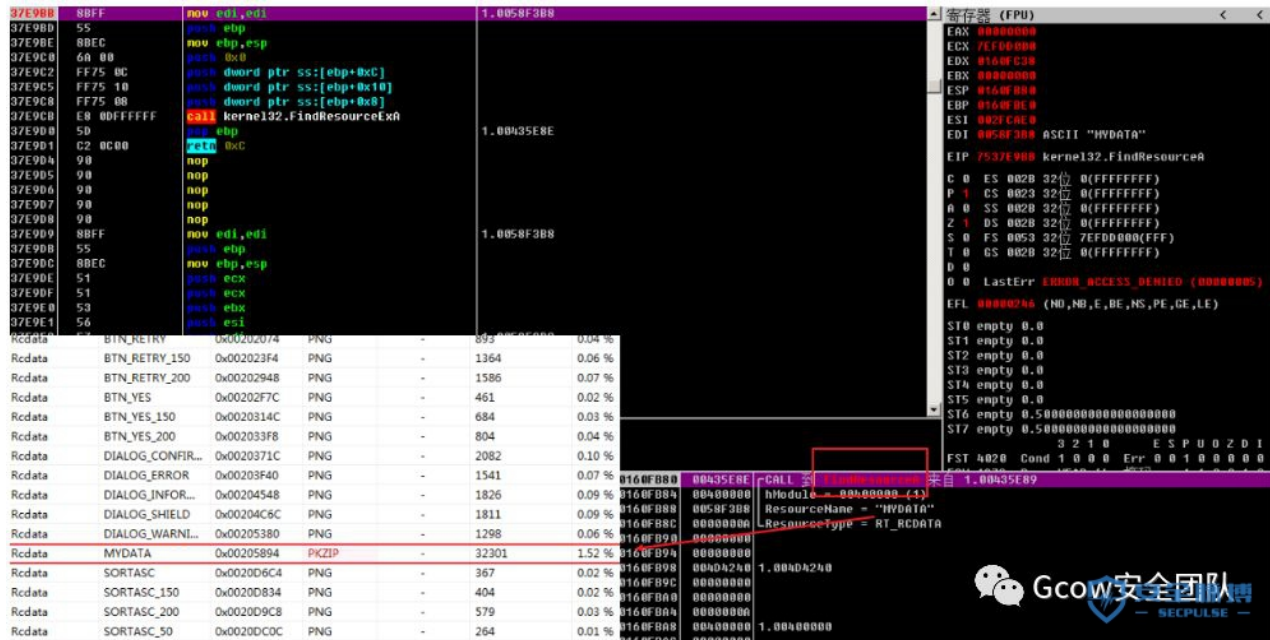 37E9BB 8BFF mov edi,edi 1.0058F3B8
37E9BD 55 push ebp
37E9BE 8BEC mov ebp,esp
37E9C0 6A 00 push 0x0
37E9C2 FF75 0C push dword ptr ss:[ebp+0xC]
37E9C5 FF75 10 push dword ptr ss:[ebp+0x10]
37E9C8 FF75 08 push dword ptr ss:[ebp+0x8]
37E9CB E8 0DFFFFFF call kernel32.FindResourceExA
37E9D0 5D pop ebp 1.00435E8E
37E9D1 C2 0C00 retn 0xC
37E9D4 90 nop
37E9D5 90 nop
37E9D6 90 nop
37E9D7 90 nop
37E9D8 90 nop
37E9D9 8BFF mov edi,edi 1.0058F3B8
37E9DB 55 push ebp
37E9DC 8BEC mov ebp,esp
37E9DE 51 push ecx
37E9DF 51 push ecx
37E9E0 53 push ebx
37E9E1 56 push esi
寄存器 (FPU) < <
EAX 00000000
ECX 7EFDD000
EDX 0160FC38
EBX 00000000
ESP 0160FB80
EBP 0160FBE0
ESI 002FCAE0
EDI 0058F3B8 ASCII "MYDATA"
EIP 7537E9BB kernel32.FindResourceA
C 0 ES 002B 32位 0(FFFFFFFF)
P 1 CS 0023 32位 0(FFFFFFFF)
A 0 SS 002B 32位 0(FFFFFFFF)
Z 1 DS 002B 32位 0(FFFFFFFF)
S 0 FS 0053 32位 7EFDD000(FFF)
T 0 GS 002B 32位 0(FFFFFFFF)
D 0
O 0 LastErr ERROR_ACCESS_DENIED (00000005)
EFL 00000246 (NO,NB,E,BE,NS,PE,GE,LE)
ST0 empty 0.0
ST1 empty 0.0
ST2 empty 0.0
ST3 empty 0.0
ST4 empty 0.0
ST5 empty 0.0
ST6 empty 0.5000000000000000000
ST7 empty 0.5000000000000000000
3 2 1 0 E S P U O Z D I
FST 4020 Cond 1 0 0 0 Err 0 0 1 0 0 0 0 0
Rcdata BTN_RETRY 0x00202074 PNG - 893 0.04 %
Rcdata BTN_RETRY_150 0x002023F4 PNG - 1364 0.06 %
Rcdata BTN_RETRY_200 0x00202948 PNG - 1586 0.07 %
Rcdata BTN_YES 0x00202F7C PNG - 461 0.02 %
Rcdata BTN_YES_150 0x0020314C PNG - 684 0.03 %
Rcdata BTN_YES_200 0x002033F8 PNG - 804 0.04 %
Rcdata DIALOG_CONFIR... 0x0020371C PNG - 2082 0.10 %
Rcdata DIALOG_ERROR 0x00203F40 PNG - 1541 0.07 %
Rcdata DIALOG_INFOR... 0x00204548 PNG - 1826 0.09 %
Rcdata DIALOG_SHIELD 0x00204C6C PNG - 1811 0.09 %
Rcdata DIALOG_WARNI... 0x00205380 PNG - 1298 0.06 %
Rcdata MYDATA 0x00205894 PKZIP - 32301 1.52 %
Rcdata SORTASC 0x0020D6C4 PNG - 367 0.02 %
Rcdata SORTASC_150 0x0020D834 PNG - 404 0.02 %
Rcdata SORTASC_200 0x0020D9C8 PNG - 579 0.03 %
Rcdata SORTASC_50 0x0020DC0C PNG - 264 0.01 %
0160FB80 00435E8E CALL 到 FindResourceA 来自 1.00435E89
0160FB84 00400000 hModule = 00400000 (1)
0160FB88 0058F3B8 ResourceName = "MYDATA"
0160FB8C 0000000A ResourceType = RT_RCDATA
0160FB90 00000000
0160FB94 00000000
0160FB98 004D4240 1.004D4240
0160FB9C 00000000
0160FBA0 00000000
0160FBA4 0000000A
0160FBA8 00400000 1.00400000
Gcow安全团队
安全脉搏
SECPULSE